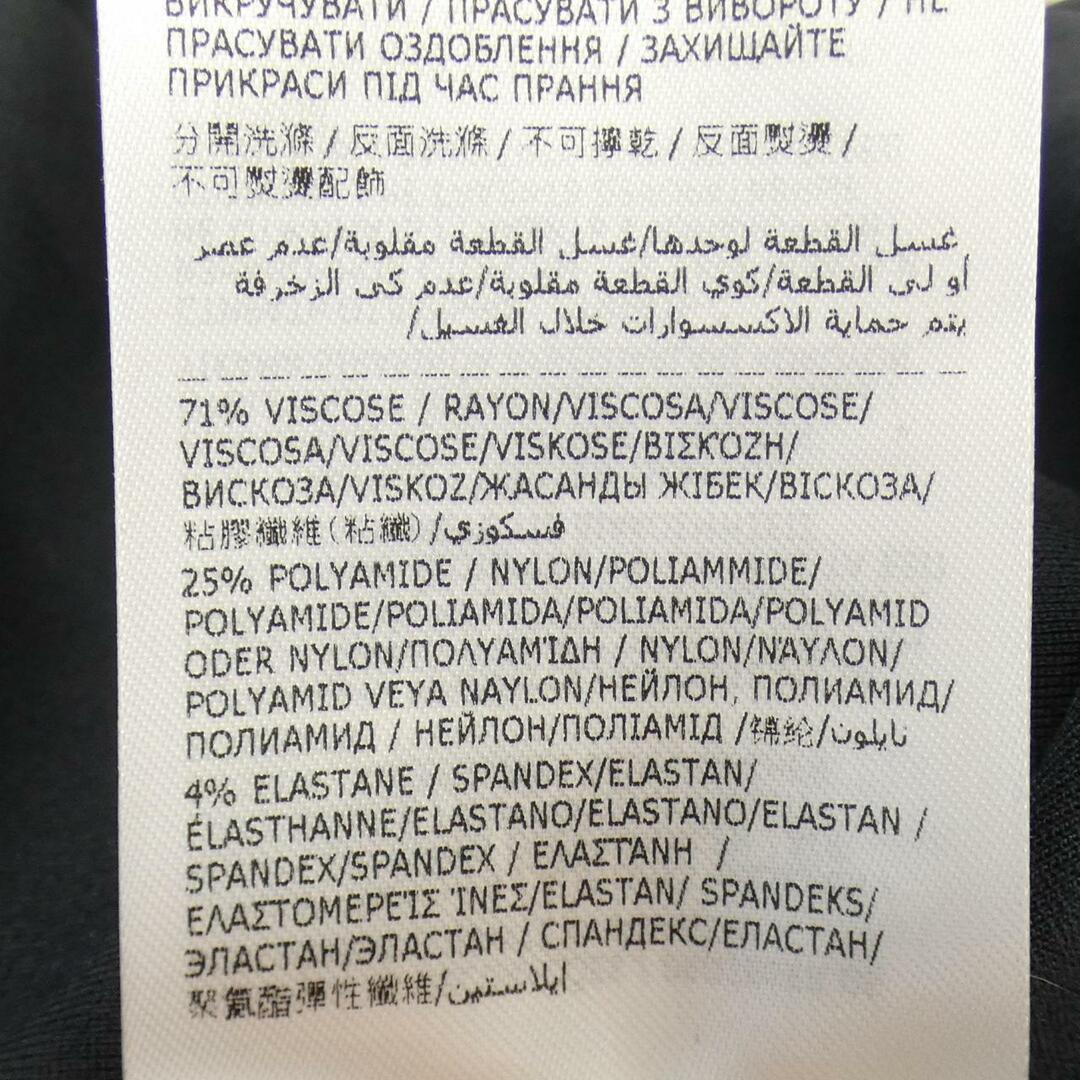 ВИКРУЧУВАТИ / ПРАСУВАТИ З ВИВОРОТУ / НЕ
ПРАСУВАТИ ОЗДОБЛЕННЯ / ЗАХИЩАЙТЕ
ПРИКРАСИ ПІД ЧАС ПРАННЯ
分開洗滌 / 反面洗滌 / 不可擰乾 / 反面熨燙 /
不可熨燙配飾
غسل القطعة لوحدها/غسل القطعة مقلوبة/عدم عصر
أو لي القطعة/كوي القطعة مقلوبة/عدم كي الزخرفة
يتم حماية الاكسسوارات خلال الغسيل/
71% VISCOSE / RAYON/VISCOSA/VISCOSE/
VISCOSA/VISCOSE/VISKOSE/ΒΙΣΚΟΖΗ/
ВИСКОЗА/VISKOZ/ЖАСАНДЫ ЖІБЕК/ВІСКОЗА/
粘膠纖維(粘纖)/فسكوزي
25% POLYAMIDE / NYLON/POLIAMMIDE/
POLYAMIDE/POLIAMIDA/POLIAMIDA/POLYAMID
ODER NYLON/ΠΟΛΥΑΜΊΔΗ / NYLON/ΝΆΥΛΟΝ/
POLYAMID VEYA NAYLON/НЕЙЛОН, ПОЛИАМИД/
ПОЛИАМИД / НЕЙЛОН/ПОЛІАМІД /锦纶/نايلون
4% ELASTANE / SPANDEX/ELASTAN/
ÉLASTHANNE/ELASTANO/ELASTANO/ELASTAN /
SPANDEX/SPANDEX / ΕΛΑΣΤΆΝΗ /
ΕΛΑΣΤΟΜΕΡΕΊΣ ΊΝΕΣ/ELASTAN/ SPANDEKS/
ЭЛАСТАН/ЭЛАСТАН / СПАНДЕКС/ЕЛАСТАН/
聚氨酯彈性纖維/ايلاستين